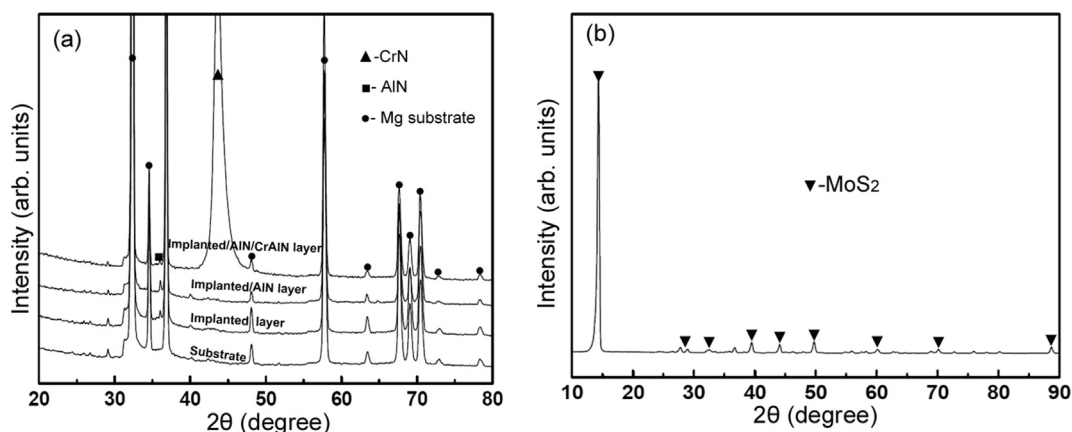 (a)
▲-CrN
■- AlN
●- Mg substrate
Implanted/AlN/CrAlN layer
Implanted/AlN layer
Implanted layer
Substrate
Intensity (arb. units)
20 30 40 50 60 70 80
2θ (degree)
(b)
▼-MoS2
Intensity (arb. units)
10 20 30 40 50 60 70 80 90
2θ (degree)